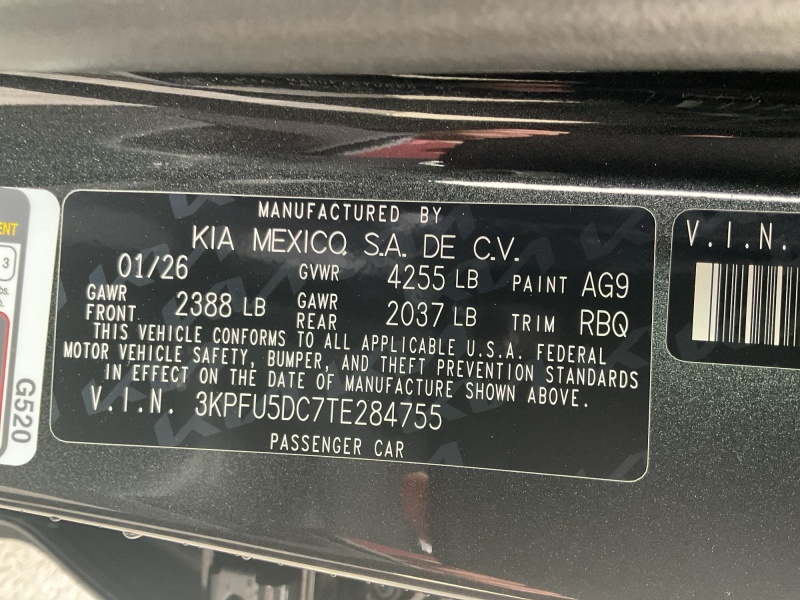 MANUFACTURED BY
KIA MEXICO, S.A. DE C.V.
01/26 GVWR 4255 LB PAINT AG9
GAWR FRONT 2388 LB GAWR REAR 2037 LB TRIM RBQ
THIS VEHICLE CONFORMS TO ALL APPLICABLE U.S.A. FEDERAL
MOTOR VEHICLE SAFETY, BUMPER, AND THEFT PREVENTION STANDARDS
IN EFFECT ON THE DATE OF MANUFACTURE SHOWN ABOVE.
V.I.N. 3KPFU5DC7TE284755
PASSENGER CAR
V.I.N.
G520
3